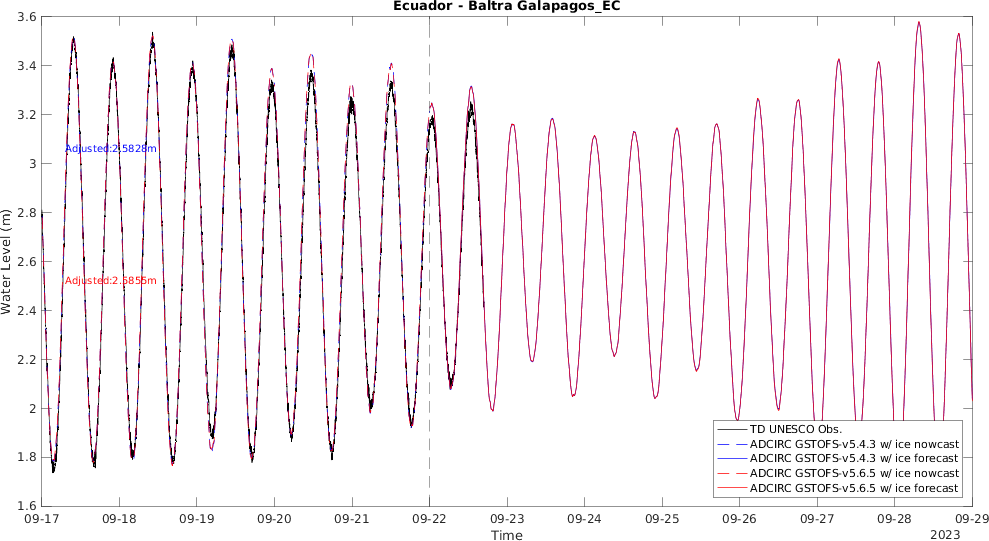 Ecuador - Baltra Galapagos_EC
3.6
3.4
3.2
3
2.8
2.6
2.4
2.2
2
1.8
1.6
Water Level (m)
Adjusted:2.5828m
Adjusted:2.5855m
TD UNESCO Obs.
ADCIRC GSTOFS-v5.4.3 w/ ice nowcast
ADCIRC GSTOFS-v5.4.3 w/ ice forecast
ADCIRC GSTOFS-v5.6.5 w/ ice nowcast
ADCIRC GSTOFS-v5.6.5 w/ ice forecast
09-17 09-18 09-19 09-20 09-21 09-22 09-23 09-24 09-25 09-26 09-27 09-28 09-29
Time
2023